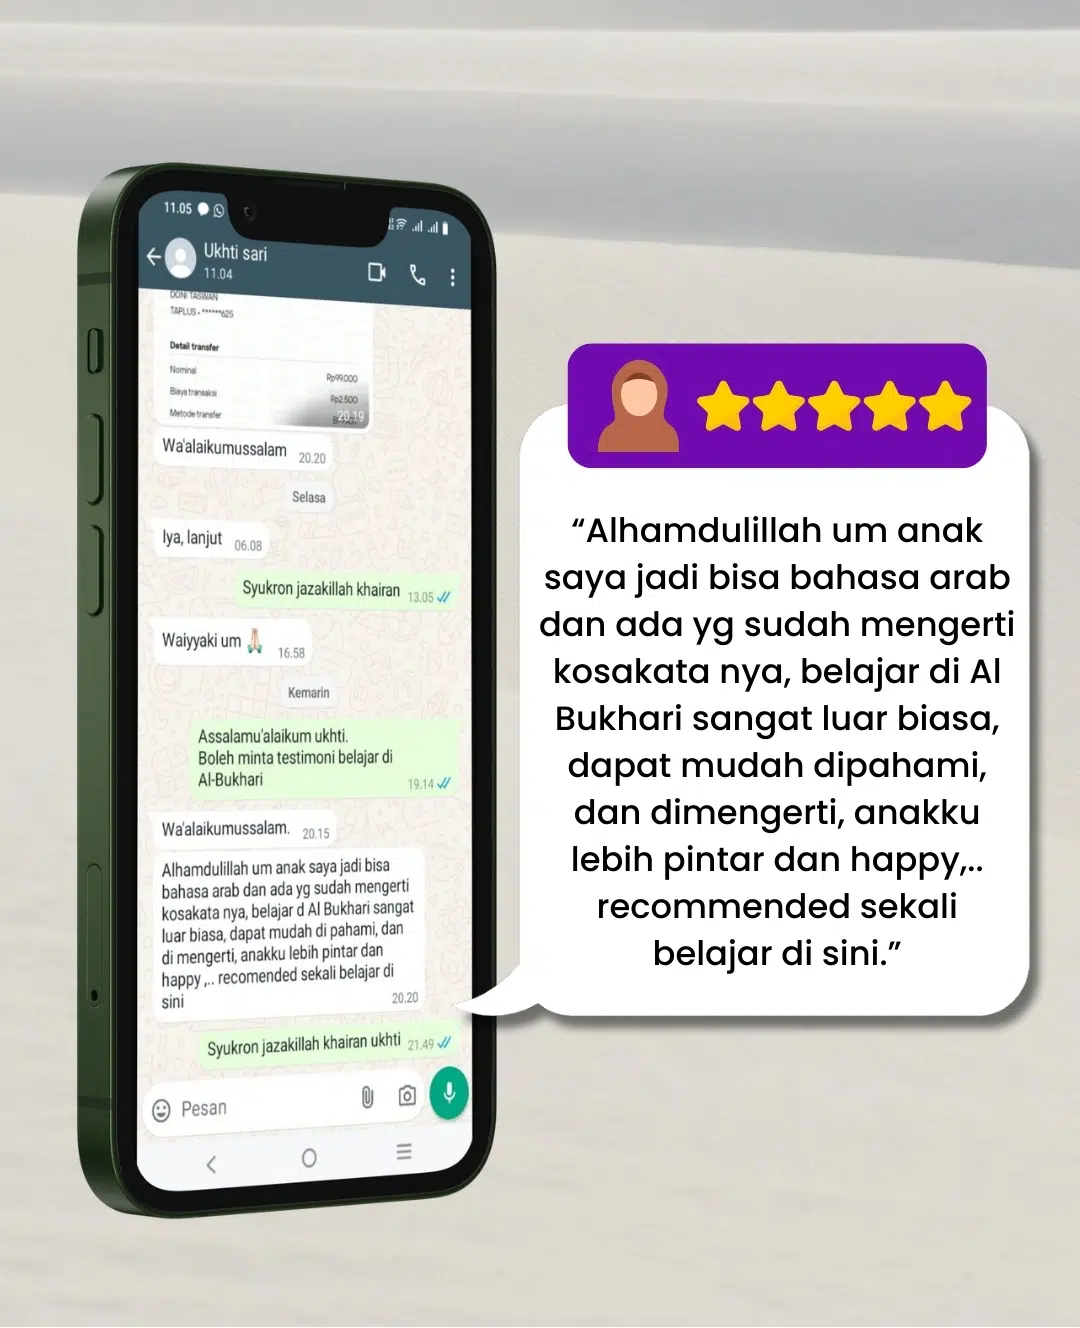 11.05
Ukhti sari
11.04
DONI TASWAN
TAPLUS - ******625
Detail transfer
Nominal
Rp99.000
Biaya transaksi
Rp2.500
Metode transfer
20.19
Wa'alaikumussalam 20.20
Selasa
Iya, lanjut 06.08
Syukron jazakillah khairan 13.05
Waiyyaki um 🙏🏻 16.58
Kemarin
Assalamu'alaikum ukhti.
Boleh minta testimoni belajar di
Al-Bukhari 19.14
Wa'alaikumussalam. 20.15
Alhamdulillah um anak saya jadi bisa
bahasa arab dan ada yg sudah mengerti
kosakata nya, belajar d Al Bukhari sangat
luar biasa, dapat mudah di pahami, dan
di mengerti, anakku lebih pintar dan
happy ,.. recomended sekali belajar di
sini 20.20
Syukron jazakillah khairan ukhti 21.49
Pesan
“Alhamdulillah um anak
saya jadi bisa bahasa arab
dan ada yg sudah mengerti
kosakata nya, belajar di Al
Bukhari sangat luar biasa,
dapat mudah dipahami,
dan dimengerti, anakku
lebih pintar dan happy,..
recommended sekali
belajar di sini.”